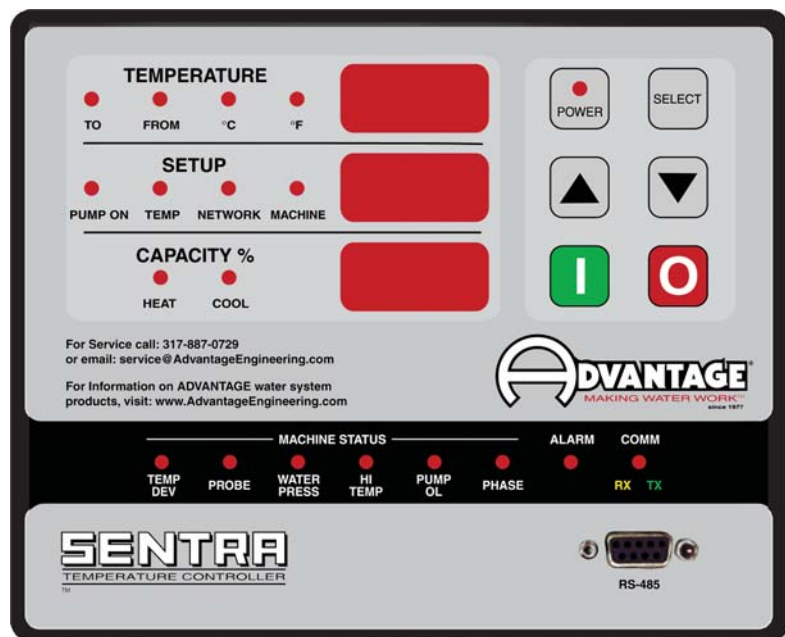 TEMPERATURE
TO FROM °C °F
SETUP
PUMP ON TEMP NETWORK MACHINE
CAPACITY %
HEAT COOL
POWER
SELECT
I O
For Service call: 317-887-0729
or email: service@AdvantageEngineering.com
For Information on ADVANTAGE water system
products, visit: www.AdvantageEngineering.com
ADVANTAGE®
MAKING WATER WORK™
since 1977
MACHINE STATUS
ALARM COMM
TEMP
DEV
PROBE
WATER
PRESS
HI
TEMP
PUMP
OL
PHASE
RX TX
SENTRA
TEMPERATURE CONTROLLER
TM
RS-485